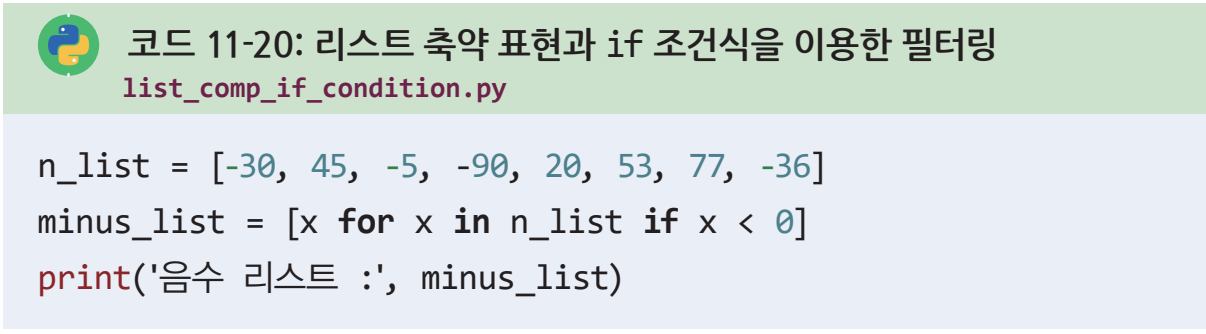 코드 11-20: 리스트 축약 표현과 if 조건식을 이용한 필터링
list_comp_if_condition.py
n_list = [-30, 45, -5, -90, 20, 53, 77, -36]
minus_list = [x for x in n_list if x < 0]
print('음수 리스트 :', minus_list)